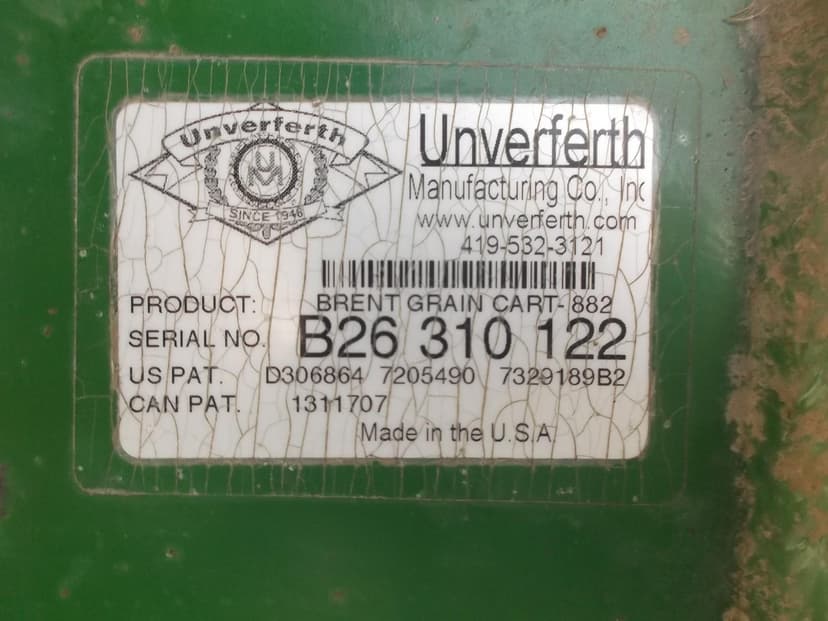 Unverferth
UM
SINCE 1948
Unverferth
Manufacturing Co., Inc
www.unverferth.com
419-532-3121
PRODUCT: BRENT GRAIN CART-882
SERIAL NO. B26 310 122
US PAT. D306864 7205490 7329189B2
CAN PAT. 1311707
Made in the U.S.A.